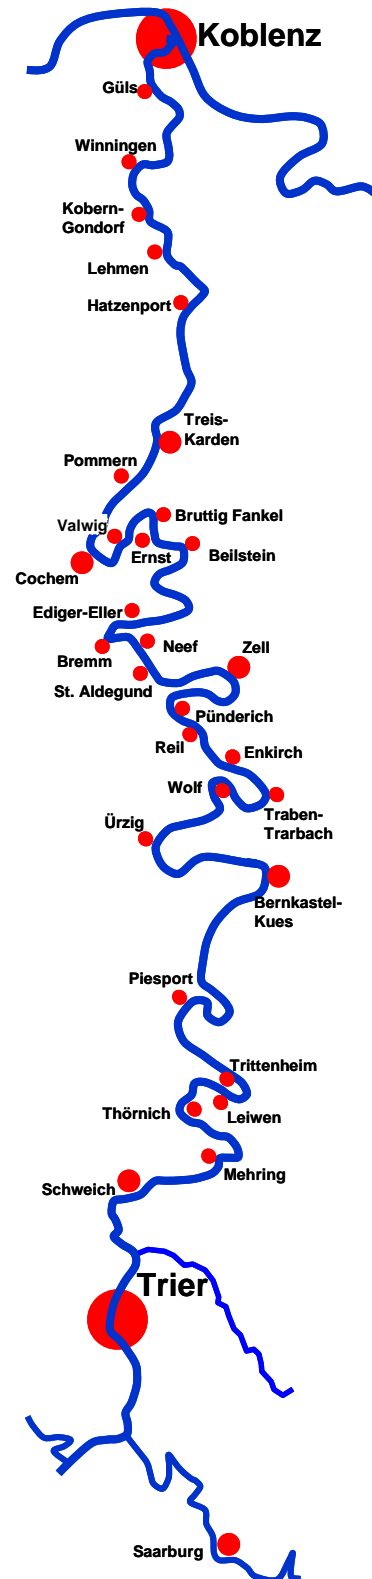 Koblenz
Güls
Winningen
Kobern-
Gondorf
Lehmen
Hatzenport
Treis-
Karden
Pommern
Bruttig Fankel
Valwig
Ernst
Beilstein
Cochem
Ediger-Eller
Neef
Zell
Bremm
St. Aldegund
Pünderich
Reil
Enkirch
Wolf
Traben-
Trarbach
Ürzig
Bernkastel-
Kues
Piesport
Trittenheim
Thörnich
Leiwen
Mehring
Schweich
Trier
Saarburg